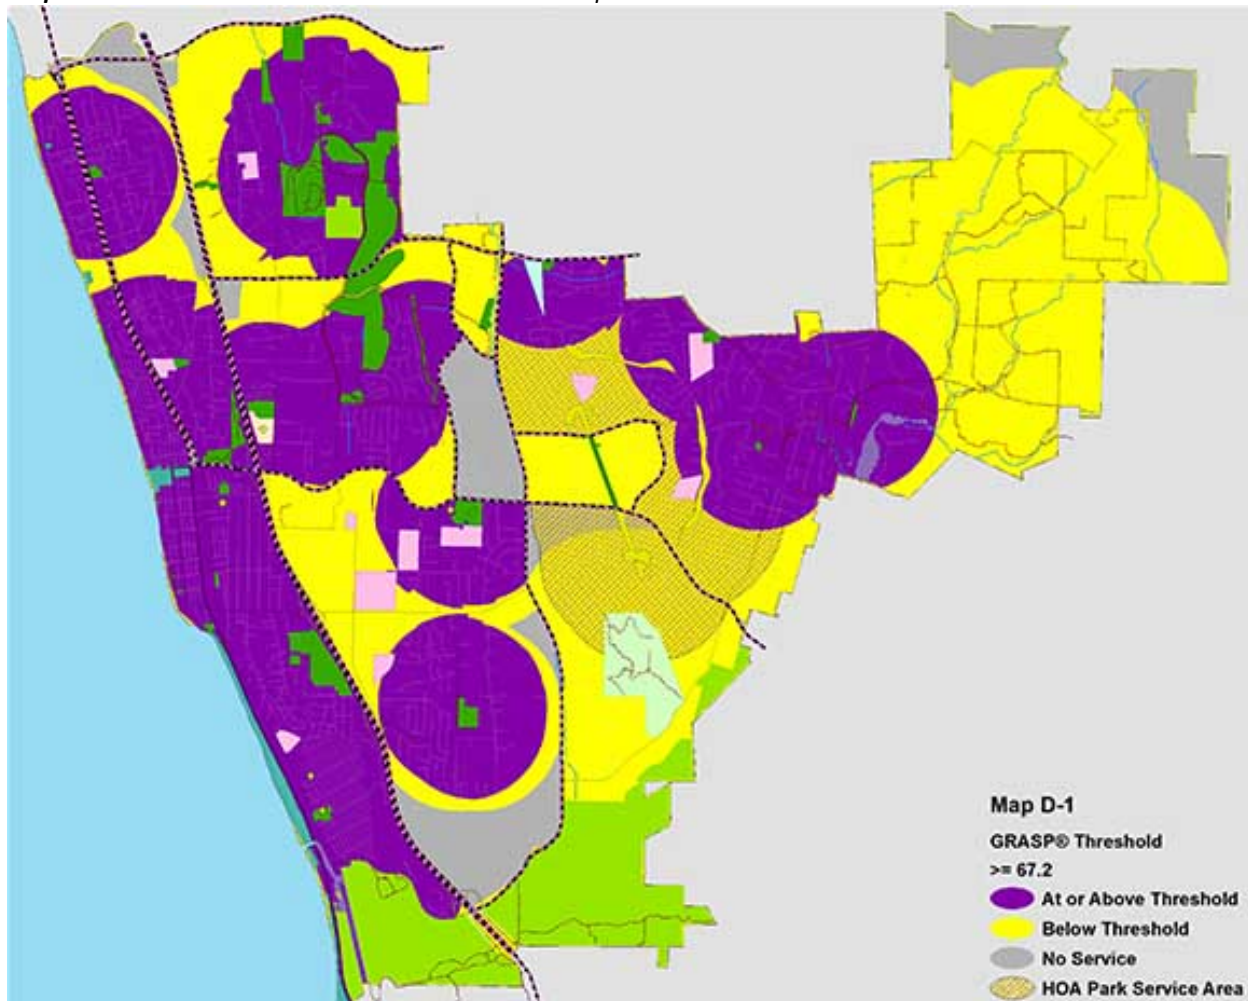 Map D-1
GRASP® Threshold
>= 67.2
At or Above Threshold
Below Threshold
No Service
HOA Park Service Area